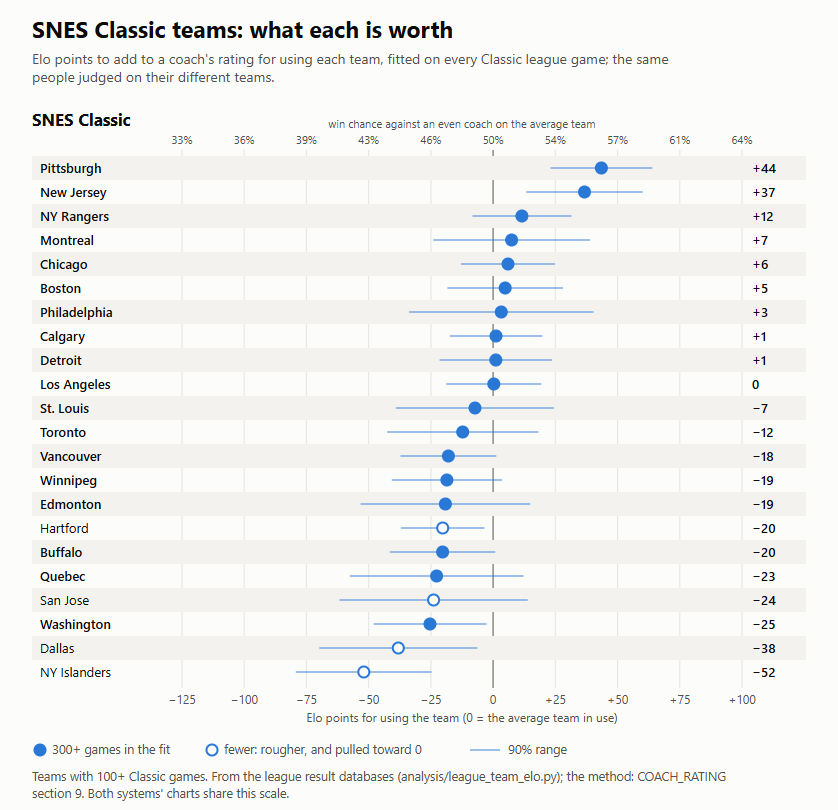 SNES Classic teams: what each is worth
Elo points to add to a coach's rating for using each team, fitted on every Classic league game; the same
people judged on their different teams.
SNES Classic
win chance against an even coach on the average team
33% 36% 39% 43% 46% 50% 54% 57% 61% 64%
Pittsburgh +44
New Jersey +37
NY Rangers +12
Montreal +7
Chicago +6
Boston +5
Philadelphia +3
Calgary +1
Detroit +1
Los Angeles 0
St. Louis −7
Toronto −12
Vancouver −18
Winnipeg −19
Edmonton −19
Hartford −20
Buffalo −20
Quebec −23
San Jose −24
Washington −25
Dallas −38
NY Islanders −52
−125 −100 −75 −50 −25 0 +25 +50 +75 +100
Elo points for using the team (0 = the average team in use)
300+ games in the fit fewer: rougher, and pulled toward 0 90% range
Teams with 100+ Classic games. From the league result databases (analysis/league_team_elo.py); the method: COACH_RATING
section 9. Both systems' charts share this scale.